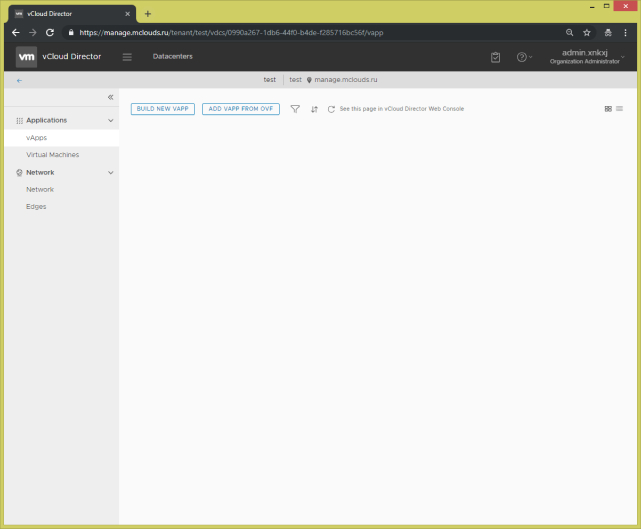 vm vCloud Director
https://manage.mclouds.ru/tenant/test/vdcs/0990a267-1db6-44f0-b4de-f285716bc56f/vapp
vm vCloud Director Datacenters admin.xnkxj
Organization Administrator
test test manage.mclouds.ru
BUILD NEW VAPP ADD VAPP FROM OVF See this page in vCloud Director Web Console
Applications
vApps
Virtual Machines
Network
Network
Edges